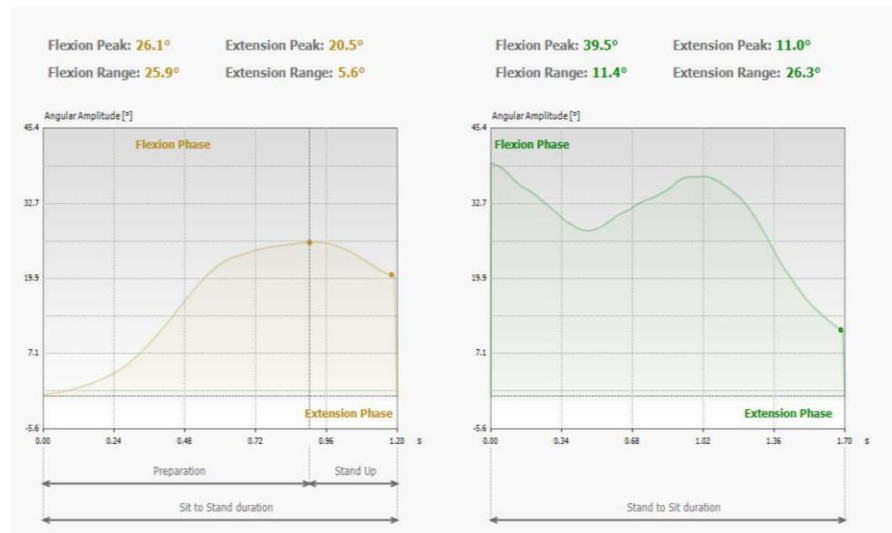 Flexion Peak: 26.1° Extension Peak: 20.5°
Flexion Range: 25.9° Extension Range: 5.6°
Angular Amplitude [°]
45.4
32.7
19.9
7.1
-5.6
Flexion Phase
Extension Phase
0.00 0.24 0.48 0.72 0.96 1.20 s
Preparation Stand Up
Sit to Stand duration
Flexion Peak: 39.5° Extension Peak: 11.0°
Flexion Range: 11.4° Extension Range: 26.3°
Angular Amplitude [°]
45.4
32.7
19.9
7.1
-5.6
Flexion Phase
Extension Phase
0.00 0.34 0.68 1.02 1.36 1.70 s
Stand to Sit duration